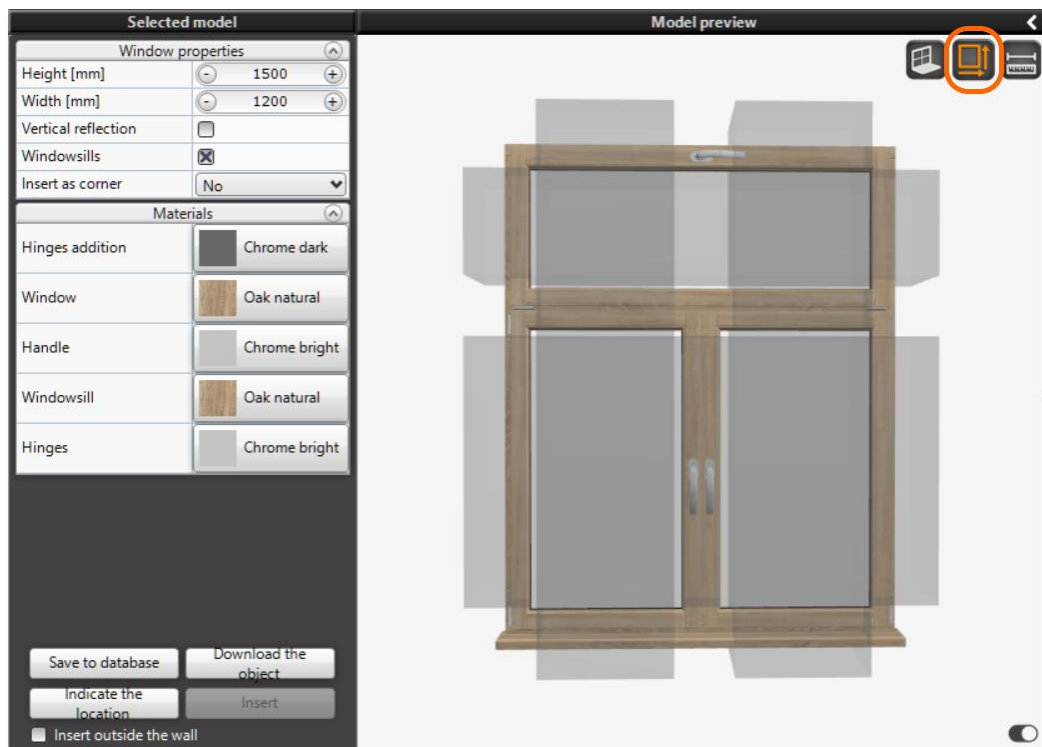 Selected model
Model preview
Window properties
Height [mm]
- 1500 +
Width [mm]
- 1200 +
Vertical reflection
Windowsills
Insert as corner
No
Materials
Hinges addition
Chrome dark
Window
Oak natural
Handle
Chrome bright
Windowsill
Oak natural
Hinges
Chrome bright
Save to database
Download the
object
Indicate the
location
Insert
Insert outside the wall